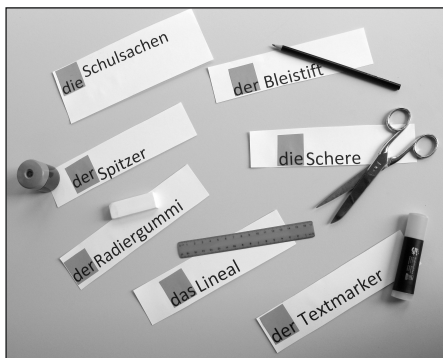 die Schulsachen
der Bleistift
der Spitzer
die Schere
der Radiergummi
das Lineal
der Textmarker